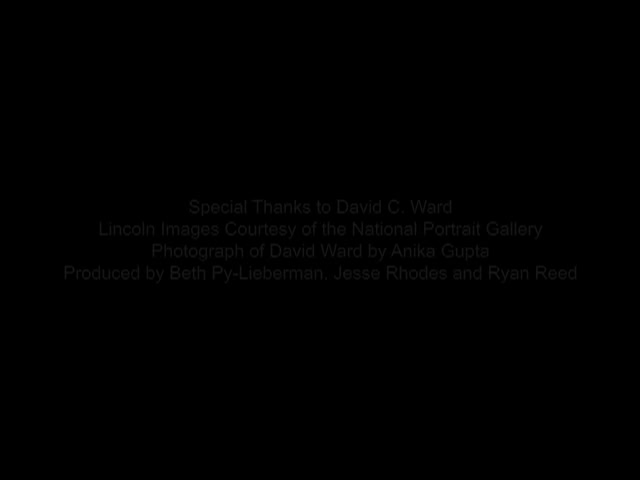 Special Thanks to David C. Ward
Lincoln Images Courtesy of the National Portrait Gallery
Photograph of David Ward by Anika Gupta
Produced by Beth Py-Lieberman, Jesse Rhodes and Ryan Reed